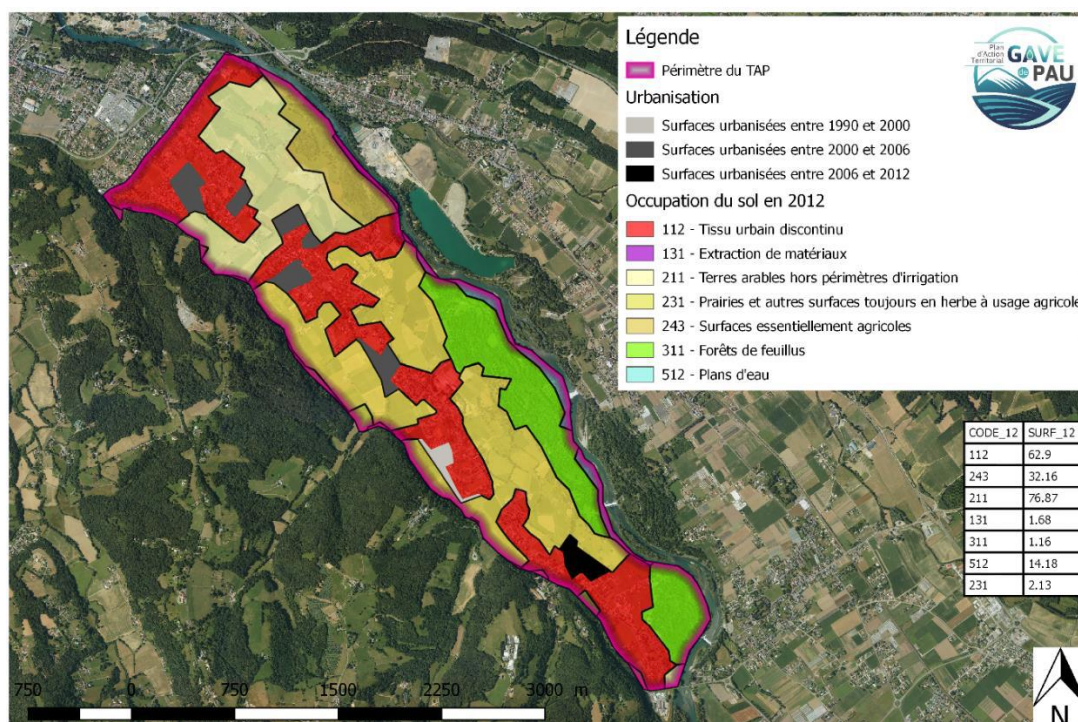 Légende
Périmètre du TAP
Urbanisation
Surfaces urbanisées entre 1990 et 2000
Surfaces urbanisées entre 2000 et 2006
Surfaces urbanisées entre 2006 et 2012
Occupation du sol en 2012
112 - Tissu urbain discontinu
131 - Extraction de matériaux
211 - Terres arables hors périmètres d'irrigation
231 - Prairies et autres surfaces toujours en herbe à usage agricole
243 - Surfaces essentiellement agricoles
311 - Forêts de feuillus
512 - Plans d'eau
Plan
d'Action
Territorial
GAVE
de
PAU
CODE_12 SURF_12
112 62.9
243 32.16
211 76.87
131 1.68
311 1.16
512 14.18
231 2.13
750 0 750 1500 2250 3000 m
N